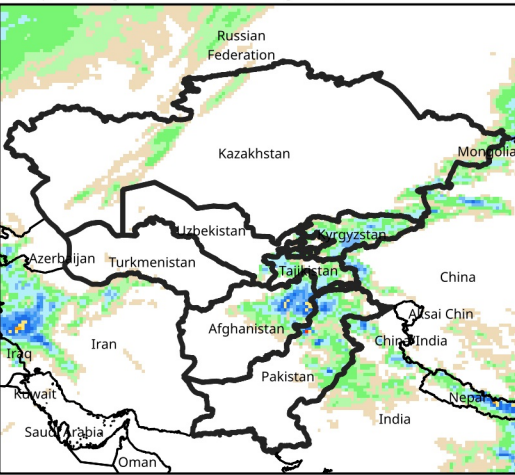 Russian
Federation
Kazakhstan
Mongolia
Uzbekistan
Kyrgyzstan
Azerbaijan
Turkmenistan
Tajikistan
China
Aksai Chin
Afghanistan
Iran
China/India
Iraq
Pakistan
Kuwait
Nepal
India
Saudi Arabia
Oman